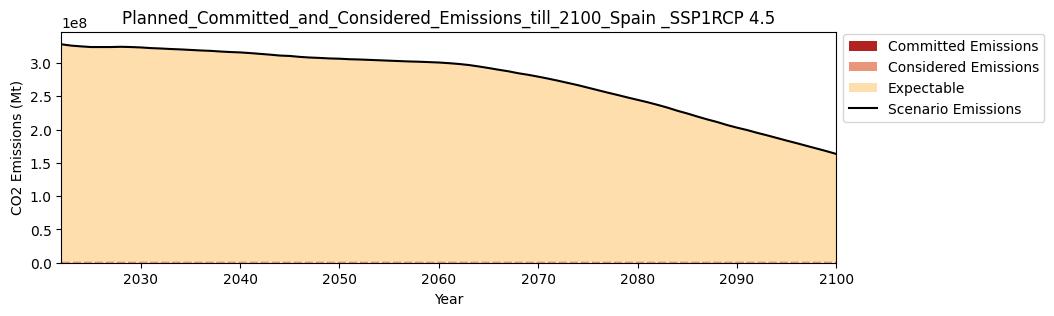 Planned_Committed_and_Considered_Emissions_till_2100_Spain _SSP1RCP 4.5
1e8
3.0
2.5
2.0
1.5
1.0
0.5
0.0
CO2 Emissions (Mt)
2030 2040 2050 2060 2070 2080 2090 2100
Year
Committed Emissions
Considered Emissions
Expectable
Scenario Emissions